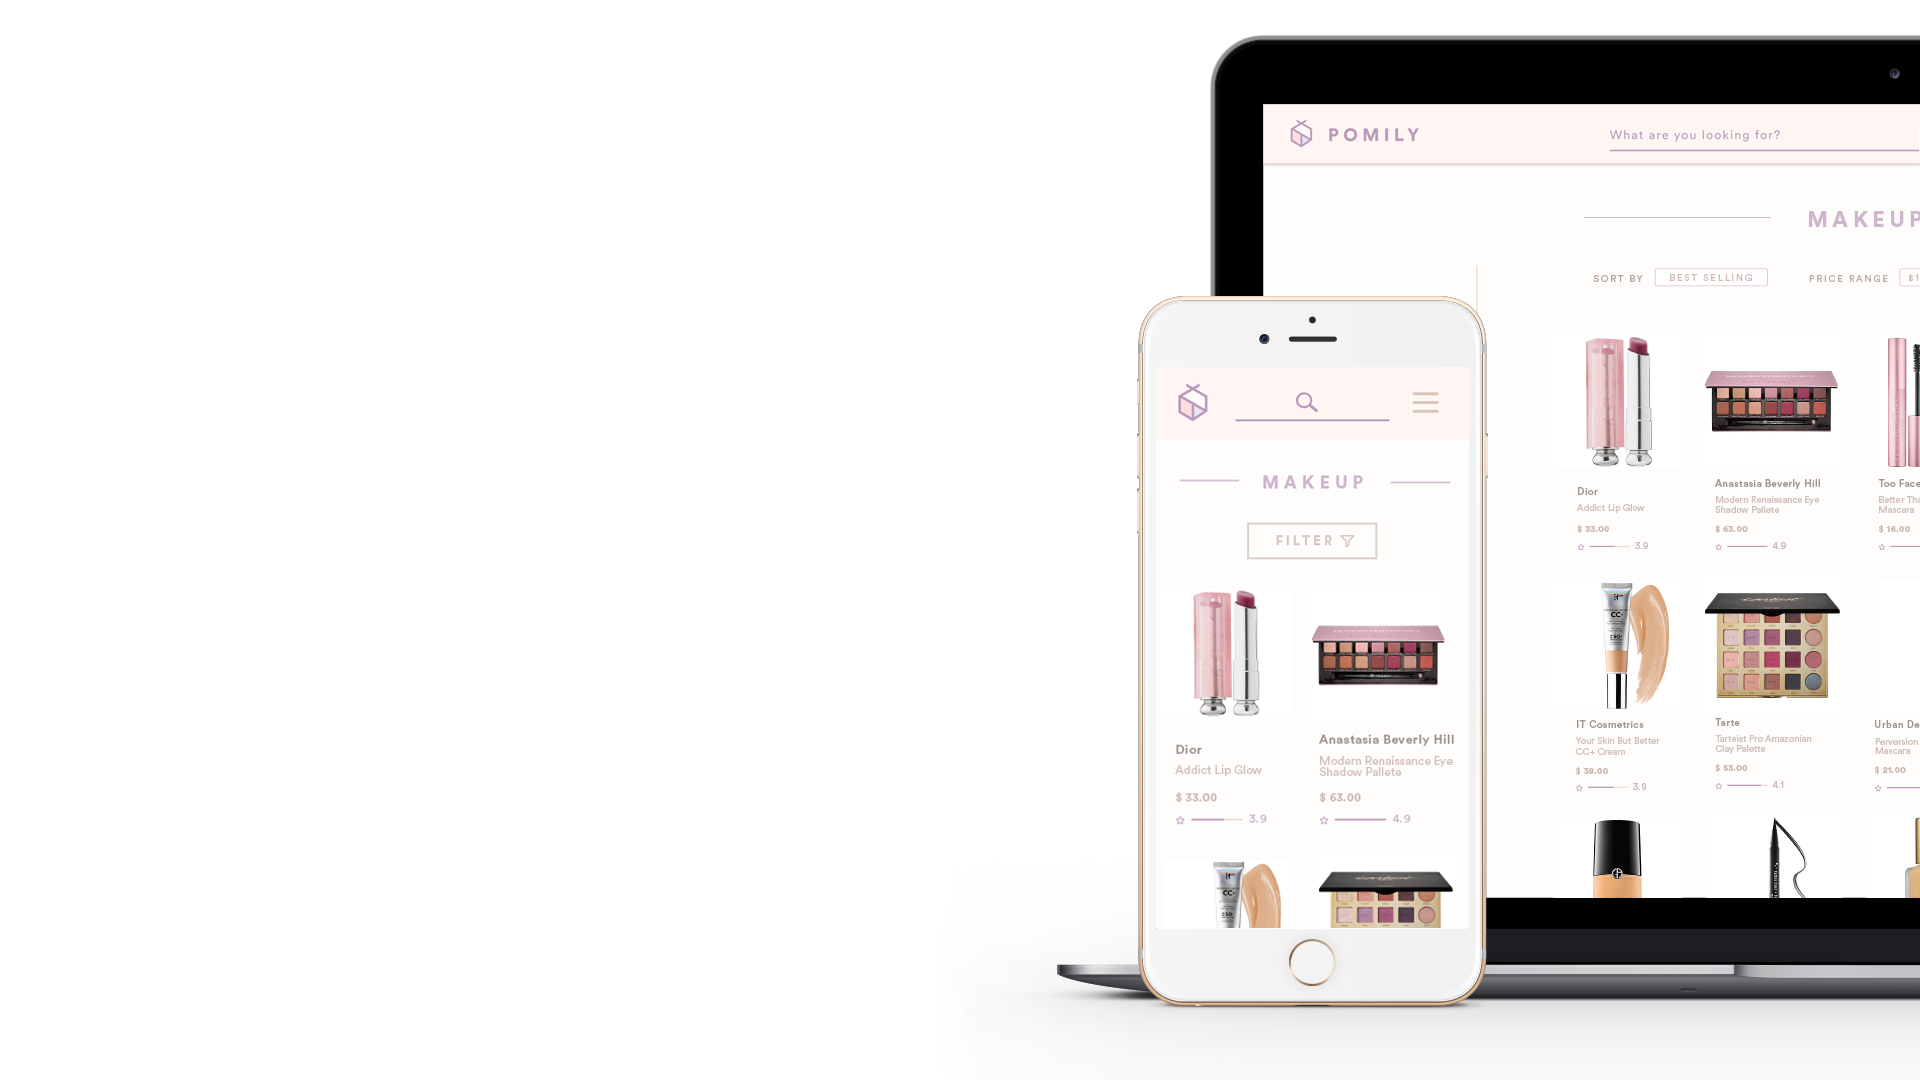 POMILY
What are you looking for?
MAKEUP
SORT BY
BEST SELLING
PRICE RANGE
$1
Dior
Addict Lip Glow
$ 33.00
3.9
Anastasia Beverly Hill
Modern Renaissance Eye
Shadow Pallete
$ 63.00
4.9
Too Face
Better Tha
Mascara
$ 16.00
IT Cosmetrics
Your Skin But Better
CC+ Cream
$ 38.00
3.9
Tarte
Tarteist Pro Amazonian
Clay Palette
$ 53.00
4.1
Urban De
Perversion
Mascara
$ 21.00
MAKEUP
FILTER
Dior
Addict Lip Glow
$ 33.00
3.9
Anastasia Beverly Hill
Modern Renaissance Eye
Shadow Pallete
$ 63.00
4.9
CC+
CC+